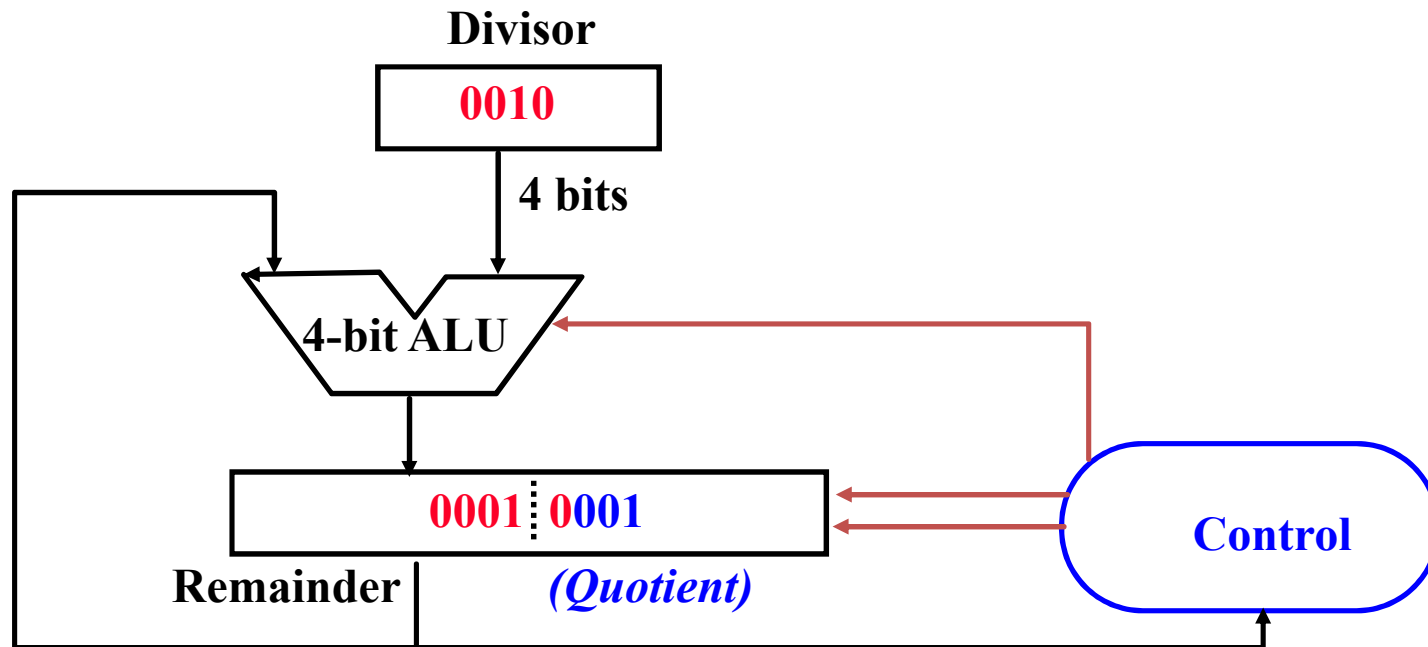 Divisor
0010
4 bits
4-bit ALU
0001 0001
Remainder (Quotient)
Control